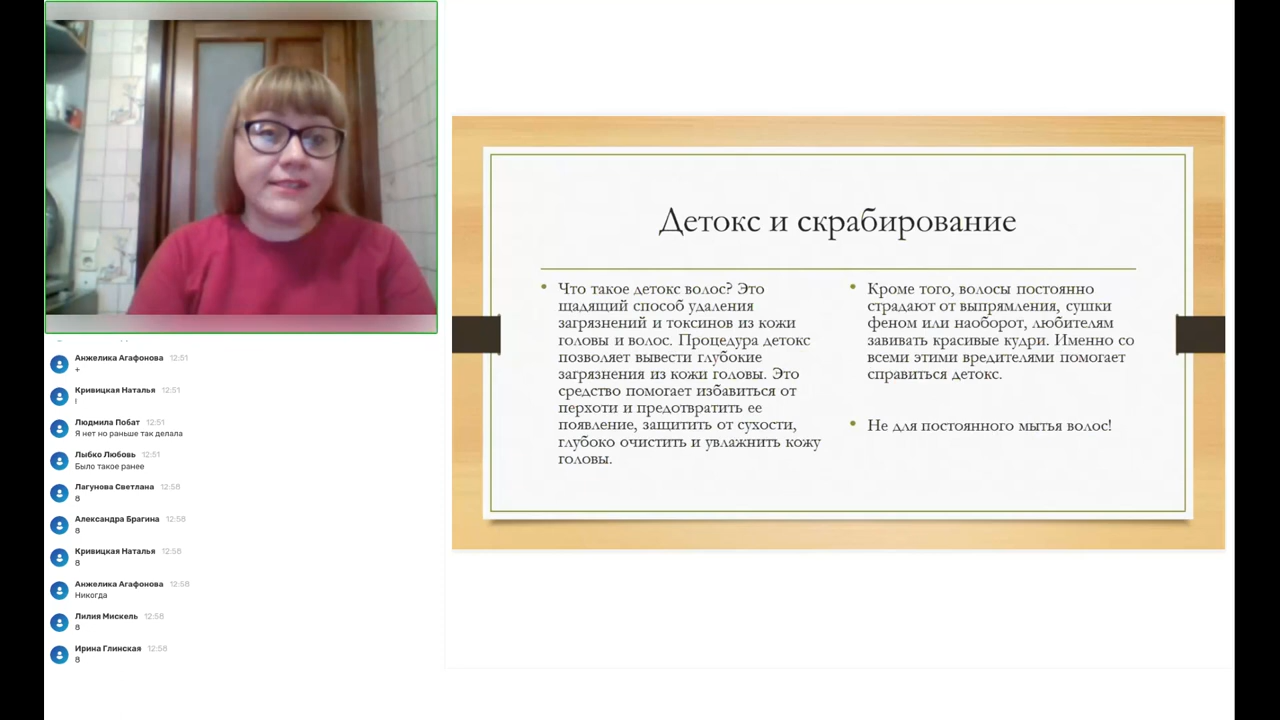 Анжелика Агафонова 12:51
+
Кривицкая Наталья 12:51
Людмила Побат 12:51
Я нет но раньше так делала
Лыбко Любовь 12:51
Было такое ранее
Лагунова Светлана 12:58
8
Александра Брагина 12:58
8
Кривицкая Наталья 12:58
8
Анжелика Агафонова 12:58
Никогда
Лилия Мискель 12:58
8
Ирина Глинская 12:58
8
Детокс и скрабирование
• Что такое детокс волос? Это
щадящий способ удаления
загрязнений и токсинов из кожи
головы и волос. Процедура детокс
позволяет вывести глубокие
загрязнения из кожи головы. Это
средство помогает избавиться от
перхоти и предотвратить ее
появление, защитить от сухости,
глубоко очистить и увлажнить кожу
головы.
• Кроме того, волосы постоянно
страдают от выпрямления, сушки
феном или наоборот, любителям
завивать красивые кудри. Именно со
всеми этими вредителями помогает
справиться детокс.
• Не для постоянного мытья волос!